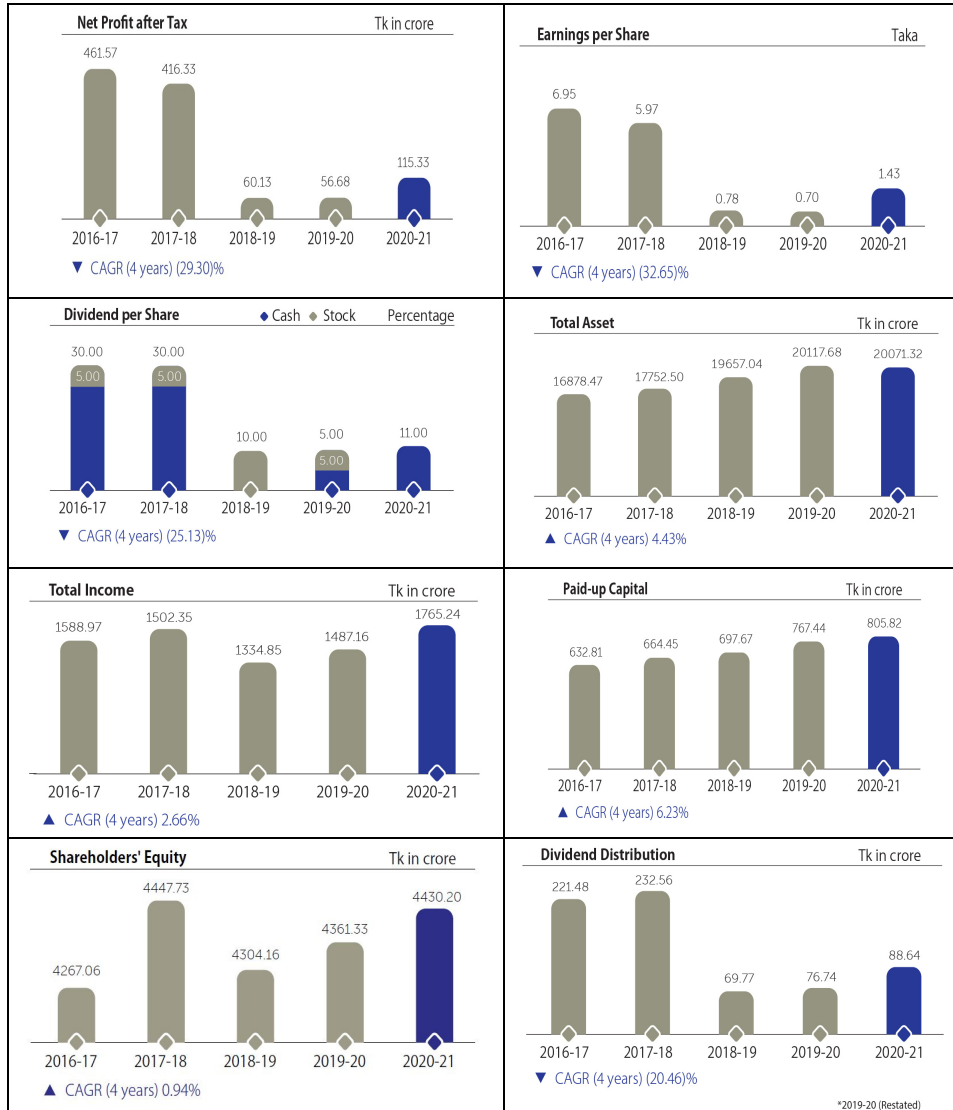 Net Profit after Tax Tk in crore
461.57
416.33
60.13
56.68
115.33
2016-17 2017-18 2018-19 2019-20 2020-21
▼ CAGR (4 years) (29.30)%
Earnings per Share Taka
6.95
5.97
0.78
0.70
1.43
2016-17 2017-18 2018-19 2019-20 2020-21
▼ CAGR (4 years) (32.65)%
Dividend per Share Cash Stock Percentage
30.00 30.00
5.00 5.00
10.00 5.00 11.00
5.00
2016-17 2017-18 2018-19 2019-20 2020-21
▼ CAGR (4 years) (25.13)%
Total Asset Tk in crore
16878.47 17752.50 19657.04 20117.68 20071.32
2016-17 2017-18 2018-19 2019-20 2020-21
▲ CAGR (4 years) 4.43%
Total Income Tk in crore
1588.97 1502.35 1334.85 1487.16 1765.24
2016-17 2017-18 2018-19 2019-20 2020-21
▲ CAGR (4 years) 2.66%
Paid-up Capital Tk in crore
632.81 664.45 697.67 767.44 805.82
2016-17 2017-18 2018-19 2019-20 2020-21
▲ CAGR (4 years) 6.23%
Shareholders' Equity Tk in crore
4267.06 4447.73 4304.16 4361.33 4430.20
2016-17 2017-18 2018-19 2019-20 2020-21
▲ CAGR (4 years) 0.94%
Dividend Distribution Tk in crore
221.48 232.56 69.77 76.74 88.64
2016-17 2017-18 2018-19 2019-20 2020-21
▼ CAGR (4 years) (20.46)%
*2019-20 (Restated)